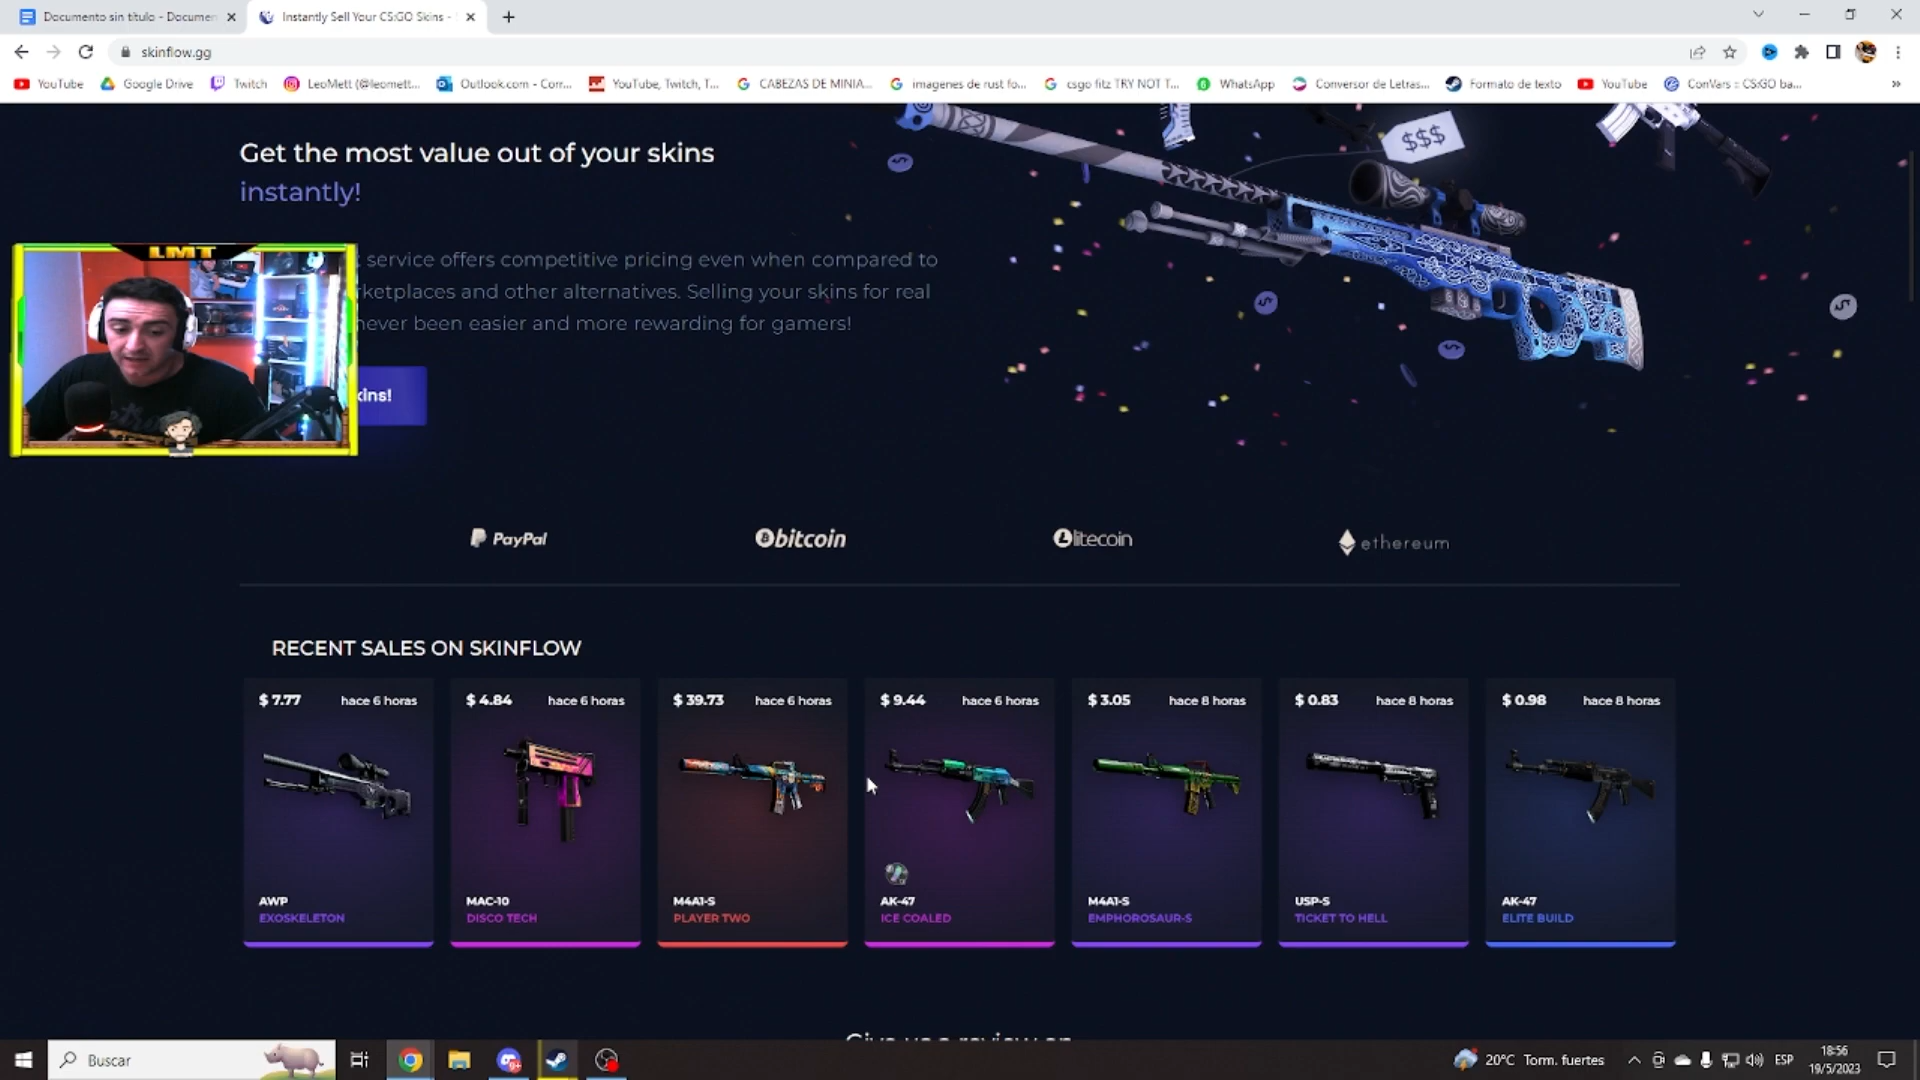 Documento sin título - Documen
Instantly Sell Your CS:GO Skins -
skinflow.gg
YouTube
Google Drive
Twitch
LeoMett (@leomett...
Outlook.com - Corr...
YouTube, Twitch, T...
CABEZAS DE MINIA...
imagenes de rust fo...
csgo fitz TRY NOT T...
WhatsApp
Conversor de Letras...
Formato de texto
YouTube
ConVars :: CS:GO ba...
Get the most value out of your skins
instantly!
$$$
LMT
service offers competitive pricing even when compared to
ketplaces and other alternatives. Selling your skins for real
never been easier and more rewarding for gamers!
kins!
PayPal
bitcoin
litecoin
ethereum
RECENT SALES ON SKINFLOW
$ 7.77 hace 6 horas
AWP
EXOSKELETON
$ 4.84 hace 6 horas
MAC-10
DISCO TECH
$ 39.73 hace 6 horas
M4A1-S
PLAYER TWO
$ 9.44 hace 6 horas
AK-47
ICE COALED
$ 3.05 hace 8 horas
M4A1-S
EMPHOROSAUR-S
$ 0.83 hace 8 horas
USP-S
TICKET TO HELL
$ 0.98 hace 8 horas
AK-47
ELITE BUILD
Give us a review on
Buscar
20°C Torm. fuertes
ESP
18:56
19/5/2023